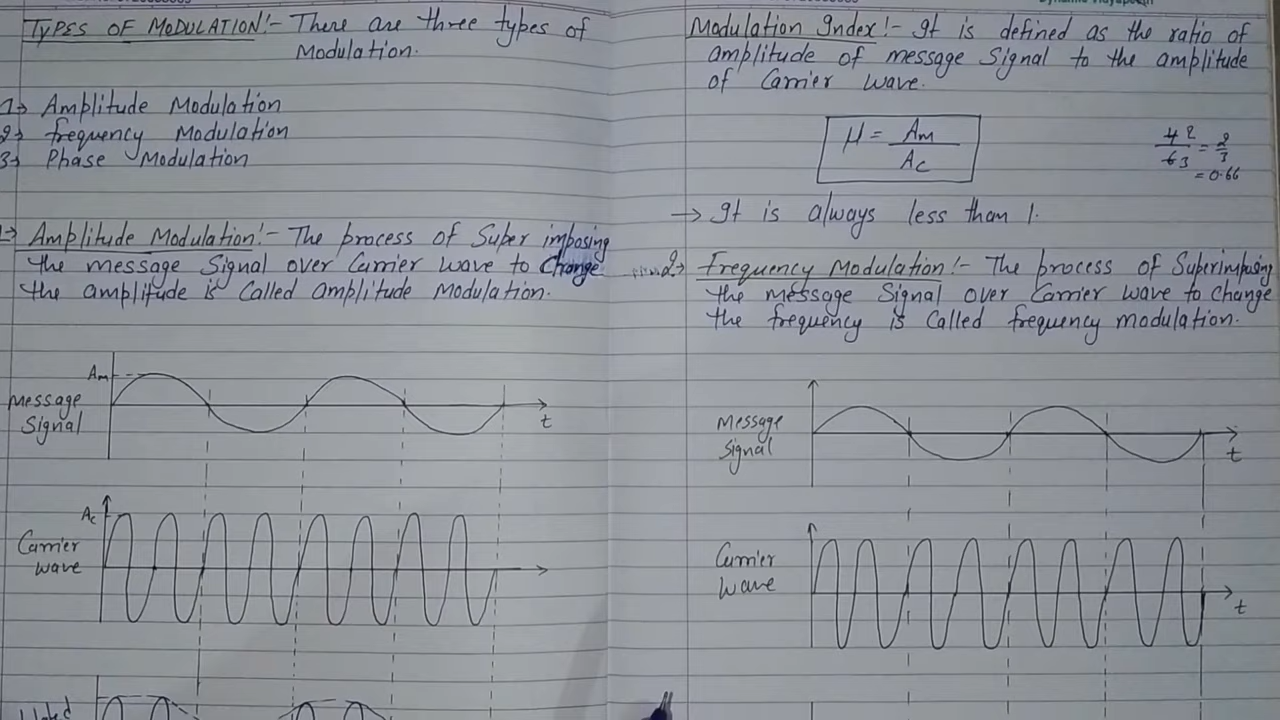 TYPES OF MODULATION:- There are three types of
Modulation.
1→ Amplitude Modulation
2→ frequency Modulation
3→ Phase Modulation
1→ Amplitude Modulation:- The process of Super imposing
the message Signal over Carrier wave to Change
the amplitude is Called amplitude Modulation.
Am
Message
Signal
t
Ac
Carrier
wave
Modulation Index:- It is defined as the ratio of
amplitude of message Signal to the amplitude
of Carrier wave.
μ = Am
Ac
4 2
6 3
= 2
3
= 0.66
→ It is always less than 1.
2→ Frequency Modulation:- The process of Superimposing
the message Signal over Carrier wave to Change
the frequency is Called frequency modulation.
Message
Signal
t
Carrier
wave
t